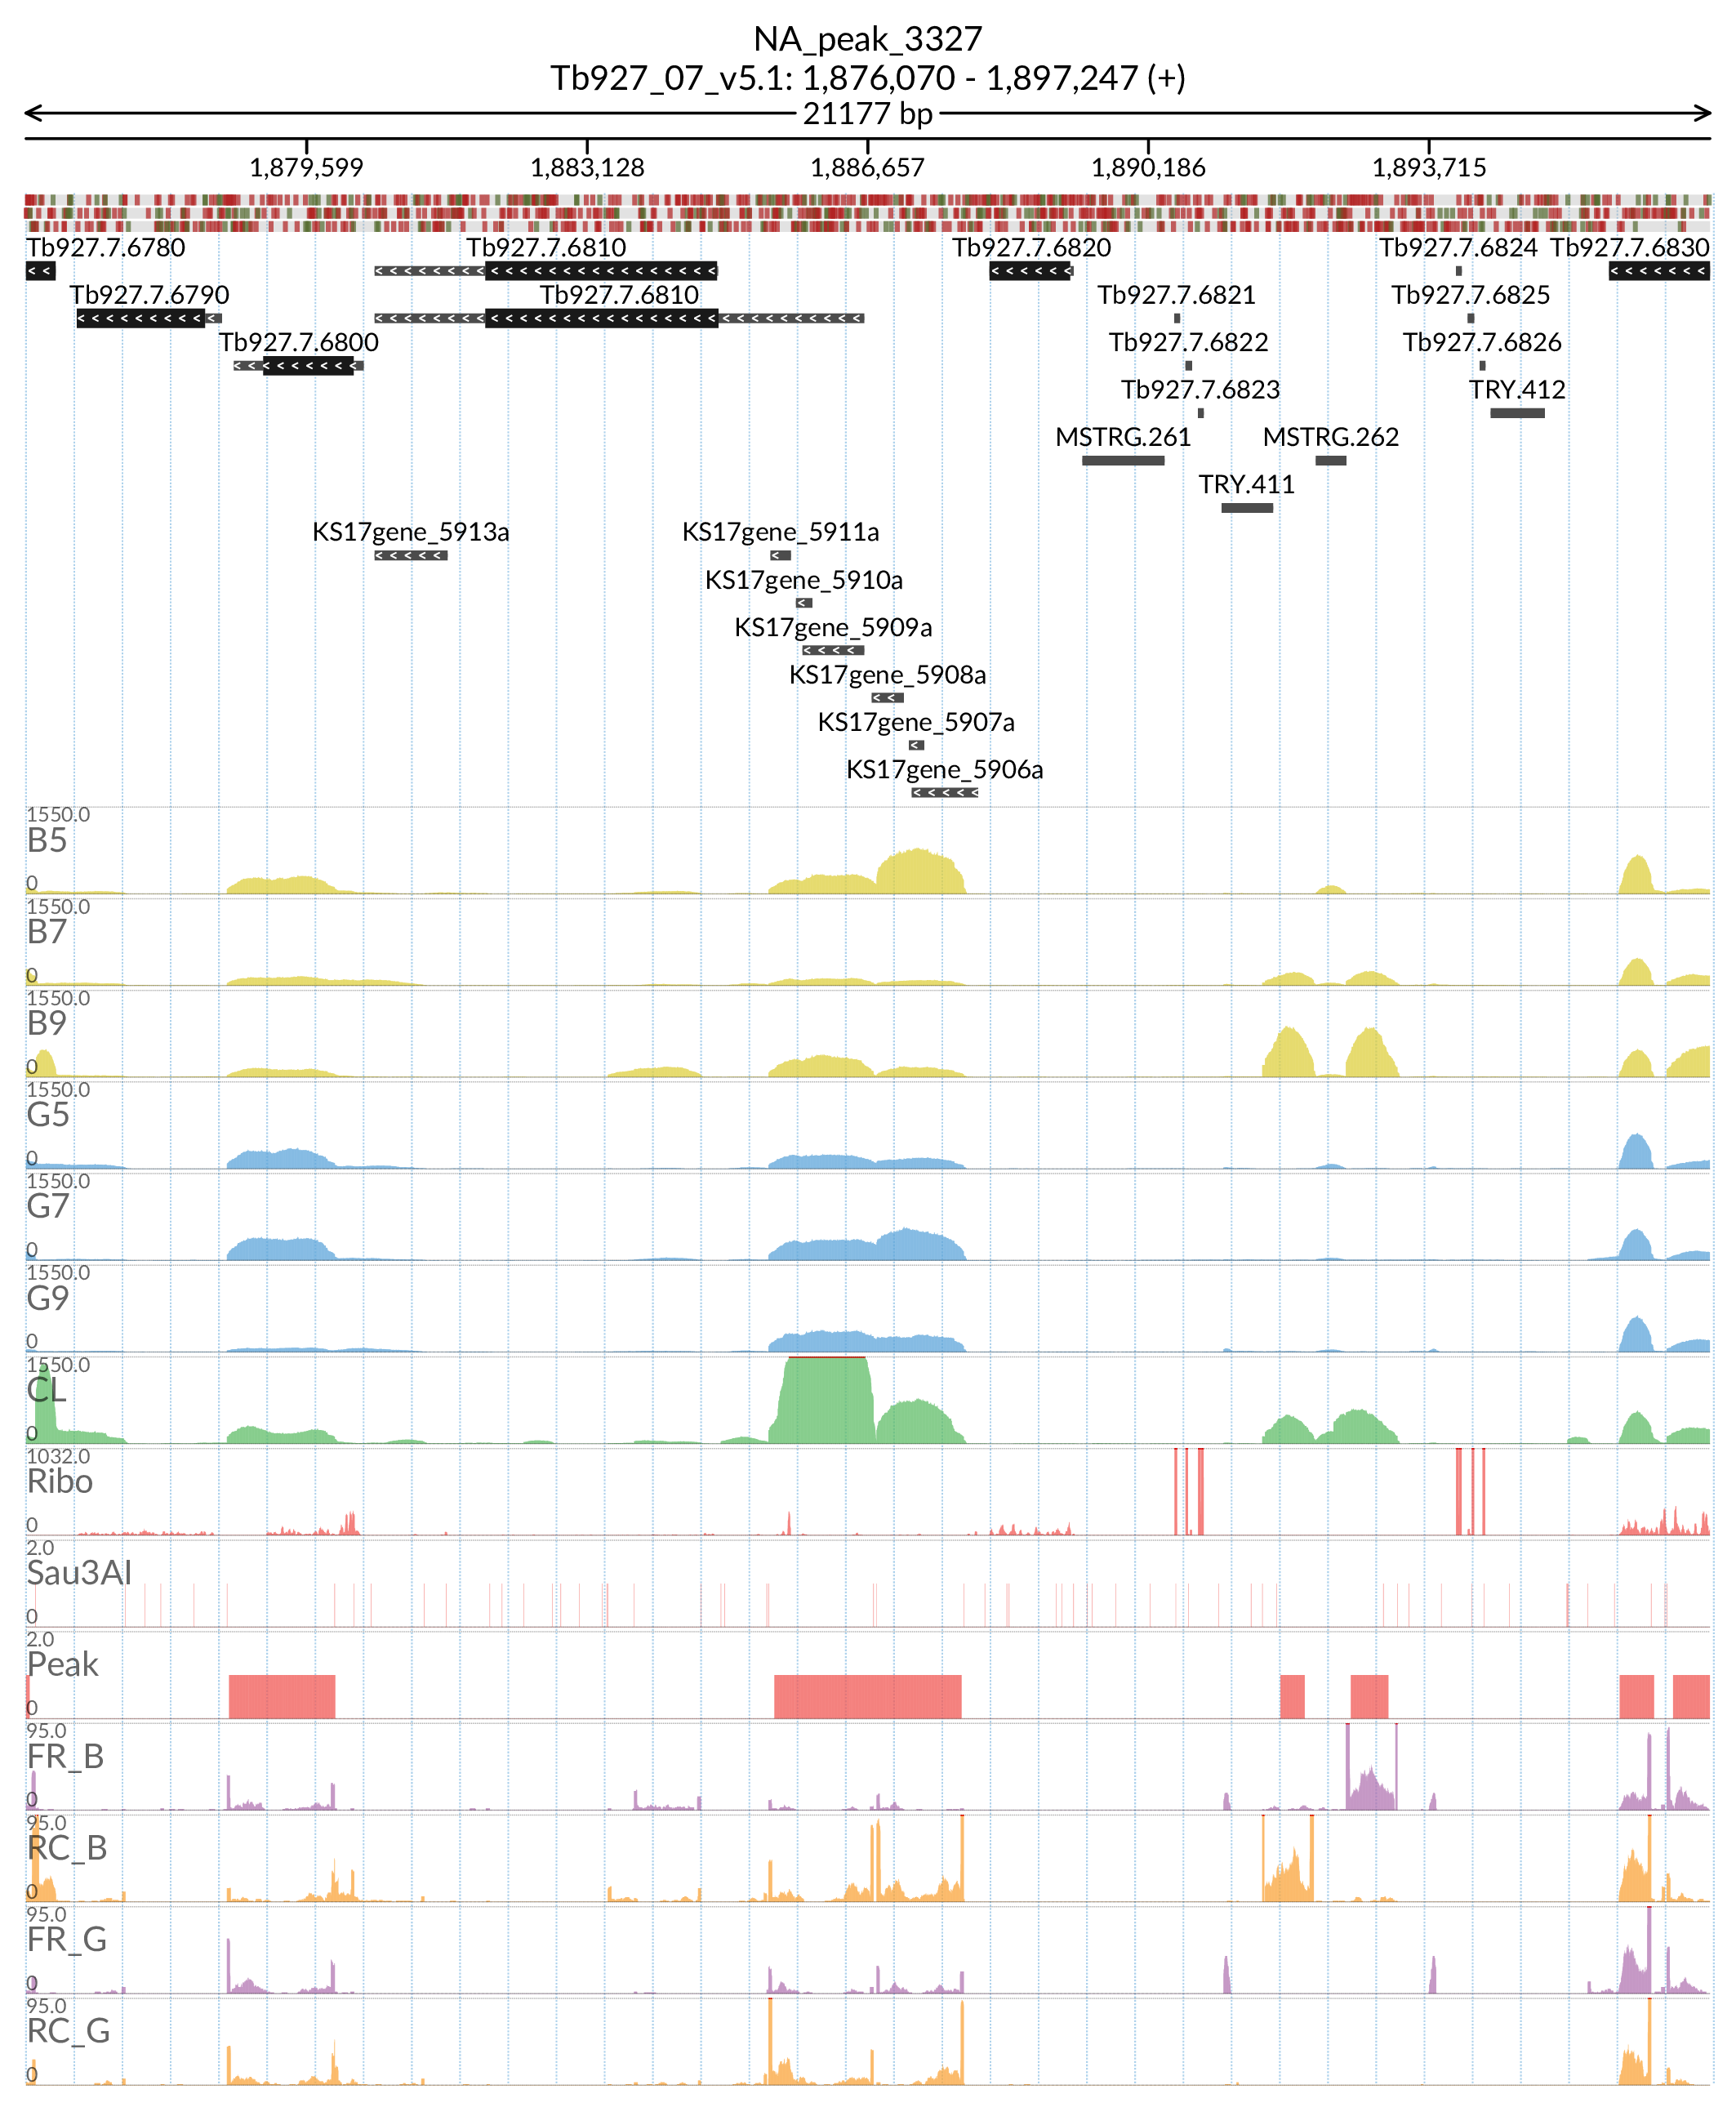 NA_peak_3327
Tb927_07_v5.1: 1,876,070 - 1,897,247 (+)
21177 bp
1,879,599 1,883,128 1,886,657 1,890,186 1,893,715
Tb927.7.6780 Tb927.7.6810 Tb927.7.6820 Tb927.7.6824 Tb927.7.6830
Tb927.7.6790 Tb927.7.6810 Tb927.7.6821 Tb927.7.6825
Tb927.7.6800 Tb927.7.6822 Tb927.7.6826
Tb927.7.6823 TRY.412
MSTRG.261 MSTRG.262
TRY.411
KS17gene_5913a KS17gene_5911a
KS17gene_5910a
KS17gene_5909a
KS17gene_5908a
KS17gene_5907a
KS17gene_5906a
1550.0
B5
0
1550.0
B7
0
1550.0
B9
0
1550.0
G5
0
1550.0
G7
0
1550.0
G9
0
1550.0
CL
0
1032.0
Ribo
0
2.0
Sau3AI
0
2.0
Peak
0
95.0
FR_B
0
95.0
RC_B
0
95.0
FR_G
0
95.0
RC_G
0